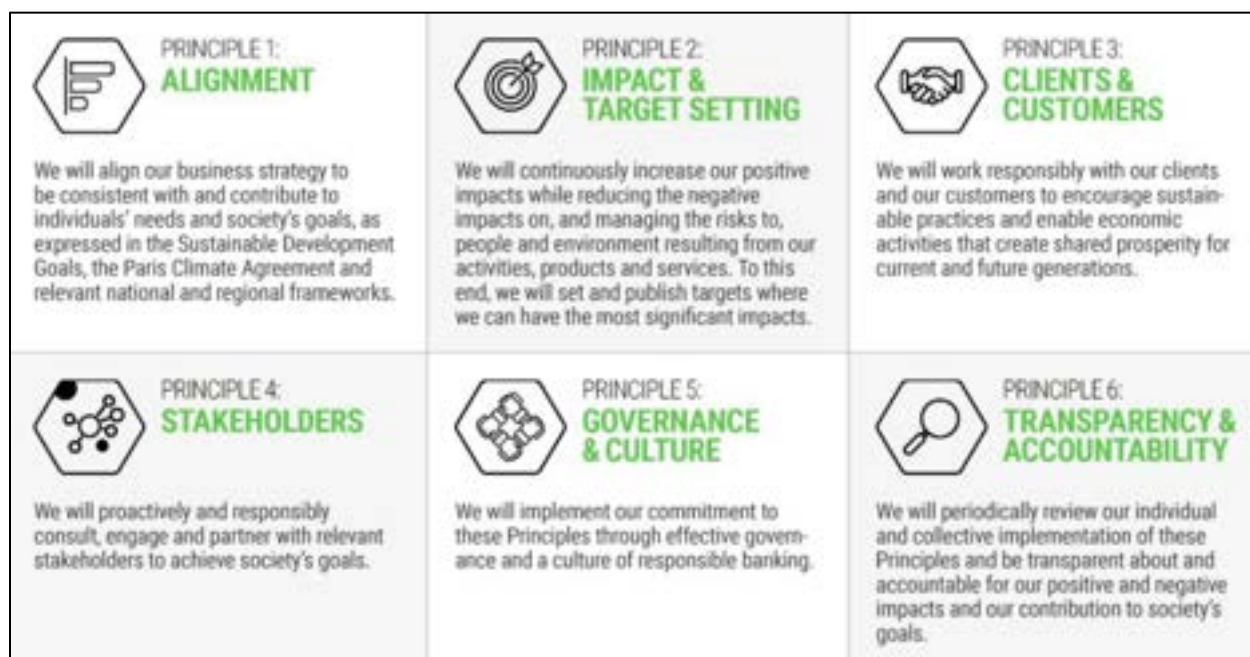 PRINCIPLE 1:
ALIGNMENT
We will align our business strategy to
be consistent with and contribute to
individuals' needs and society's goals, as
expressed in the Sustainable Development
Goals, the Paris Climate Agreement and
relevant national and regional frameworks.
PRINCIPLE 2:
IMPACT &
TARGET SETTING
We will continuously increase our positive
impacts while reducing the negative
impacts on, and managing the risks to,
people and environment resulting from our
activities, products and services. To this
end, we will set and publish targets where
we can have the most significant impacts.
PRINCIPLE 3:
CLIENTS &
CUSTOMERS
We will work responsibly with our clients
and our customers to encourage sustain-
able practices and enable economic
activities that create shared prosperity for
current and future generations.
PRINCIPLE 4:
STAKEHOLDERS
We will proactively and responsibly
consult, engage and partner with relevant
stakeholders to achieve society's goals.
PRINCIPLE 5:
GOVERNANCE
& CULTURE
We will implement our commitment to
these Principles through effective govern-
ance and a culture of responsible banking.
PRINCIPLE 6:
TRANSPARENCY &
ACCOUNTABILITY
We will periodically review our individual
and collective implementation of these
Principles and be transparent about and
accountable for our positive and negative
impacts and our contribution to society's
goals.